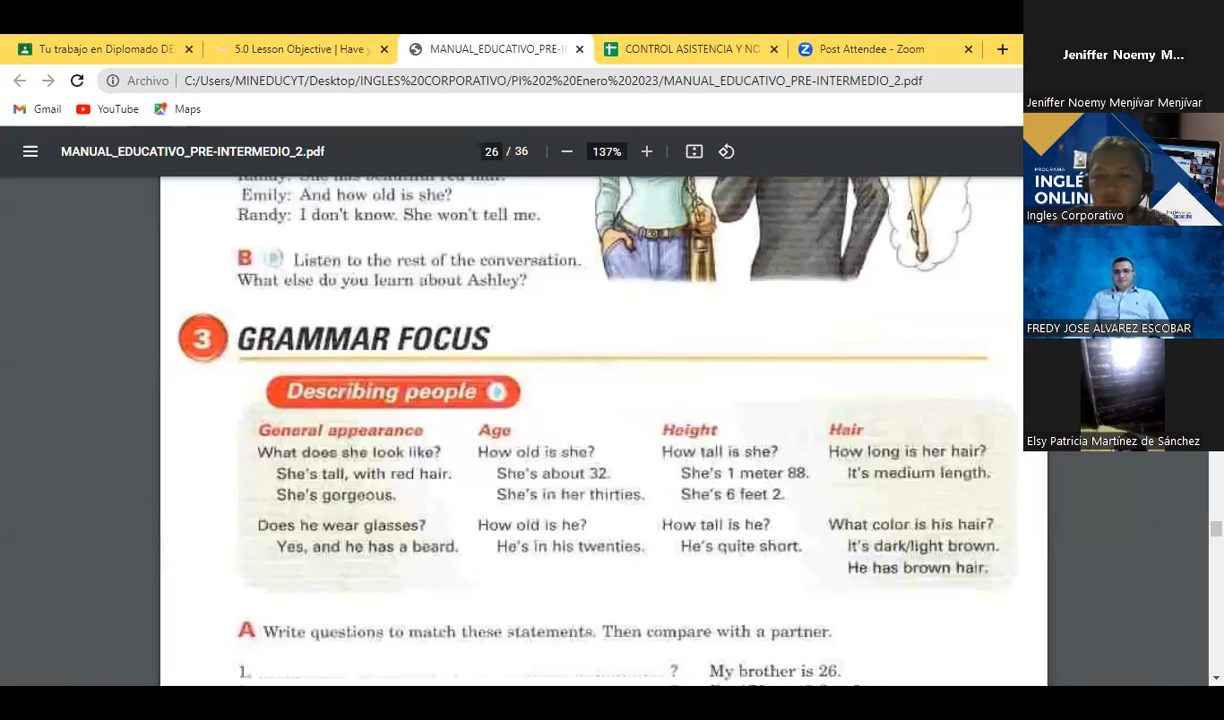 Tu trabajo en Diplomado DE
5.0 Lesson Objective | Have y
MANUAL_EDUCATIVO_PRE-IN
CONTROL ASISTENCIA Y NO
Post Attendee - Zoom
Archivo
C:/Users/MINEDUCYT/Desktop/INGLES%20CORPORATIVO/PI%202%20Enero%202023/MANUAL_EDUCATIVO_PRE-INTERMEDIO_2.pdf
Gmail
YouTube
Maps
MANUAL_EDUCATIVO_PRE-INTERMEDIO_2.pdf
26 / 36
137%
Emily: And how old is she?
Randy: I don't know. She won't tell me.
B Listen to the rest of the conversation.
What else do you learn about Ashley?
3 GRAMMAR FOCUS
Describing people
General appearance
What does she look like?
She's tall, with red hair.
She's gorgeous.
Does he wear glasses?
Yes, and he has a beard.
Age
How old is she?
She's about 32.
She's in her thirties.
How old is he?
He's in his twenties.
Height
How tall is she?
She's 1 meter 88.
She's 6 feet 2.
How tall is he?
He's quite short.
Hair
How long is her hair?
It's medium length.
What color is his hair?
It's dark/light brown.
He has brown hair.
A Write questions to match these statements. Then compare with a partner.
1. ? My brother is 26.
Jeniffer Noemy M...
Jeniffer Noemy Menjívar Menjívar
PROGRAMA
INGLÉ
ONLIN
Ingles Corporativo
FREDY JOSE ALVAREZ ESCOBAR
Elsy Patricia Martínez de Sánchez